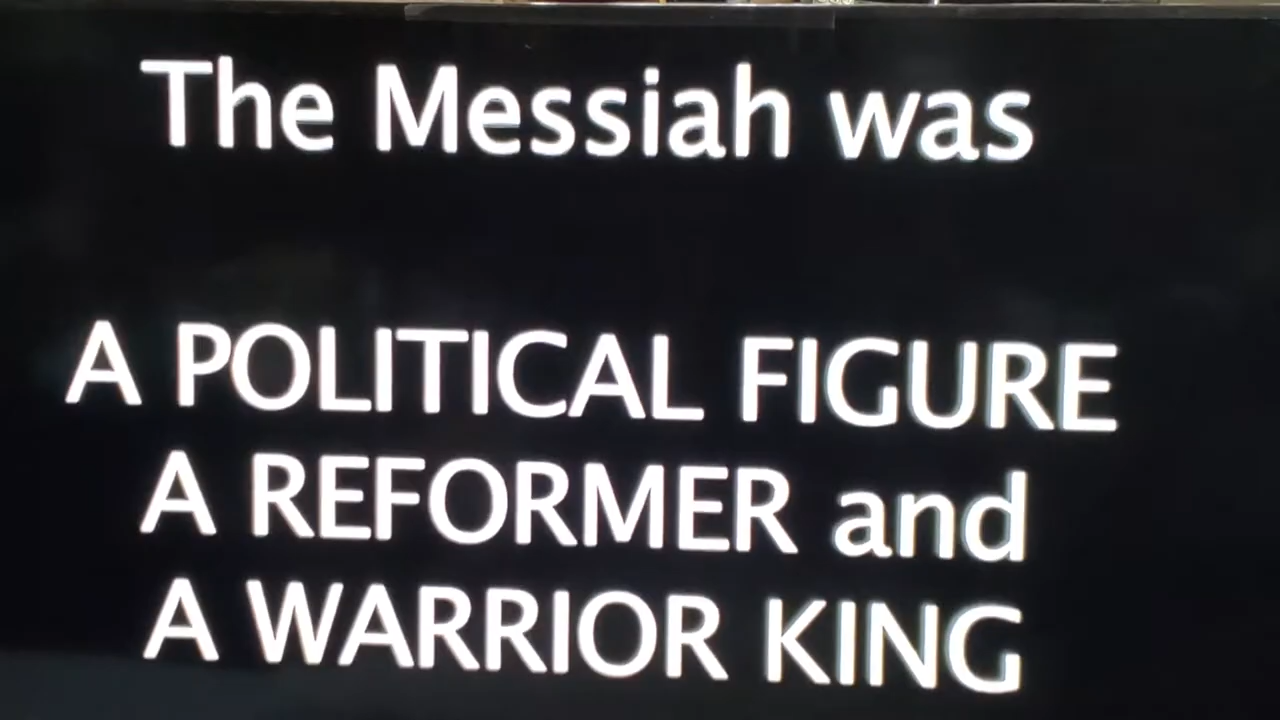 The Messiah was
A POLITICAL FIGURE
A REFORMER and
A WARRIOR KING